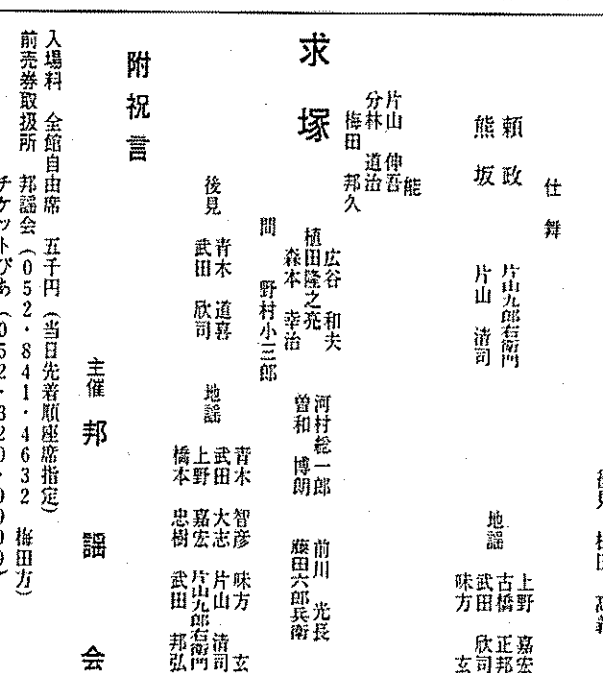 後見
仕舞
頼政 片山九郎右衛門
熊坂 片山 清司
地謡
上野 嘉宏
古橋 正邦
武田 欣司
味方 玄
能
片山 伸吾
分林 道治
梅田 邦久
求塚
広谷 和夫
植田隆之亮
森本 幸治
間 野村小三郎
河村総一郎
曽和 博朗
前川 光長
藤田六郎兵衛
後見
青木 道喜
武田 欣司
地謡
青木 智彦 味方 玄
武田 大志 片山 清司
上野 嘉宏 片山九郎右衛門
橋本 忠樹 武田 邦弘
附祝言
主催 邦謡会
入場料 全館自由席 五千円(当日先着順座席指定)
前売券取扱所 邦謡会(052・841・4632 梅田方)
チケットぴあ